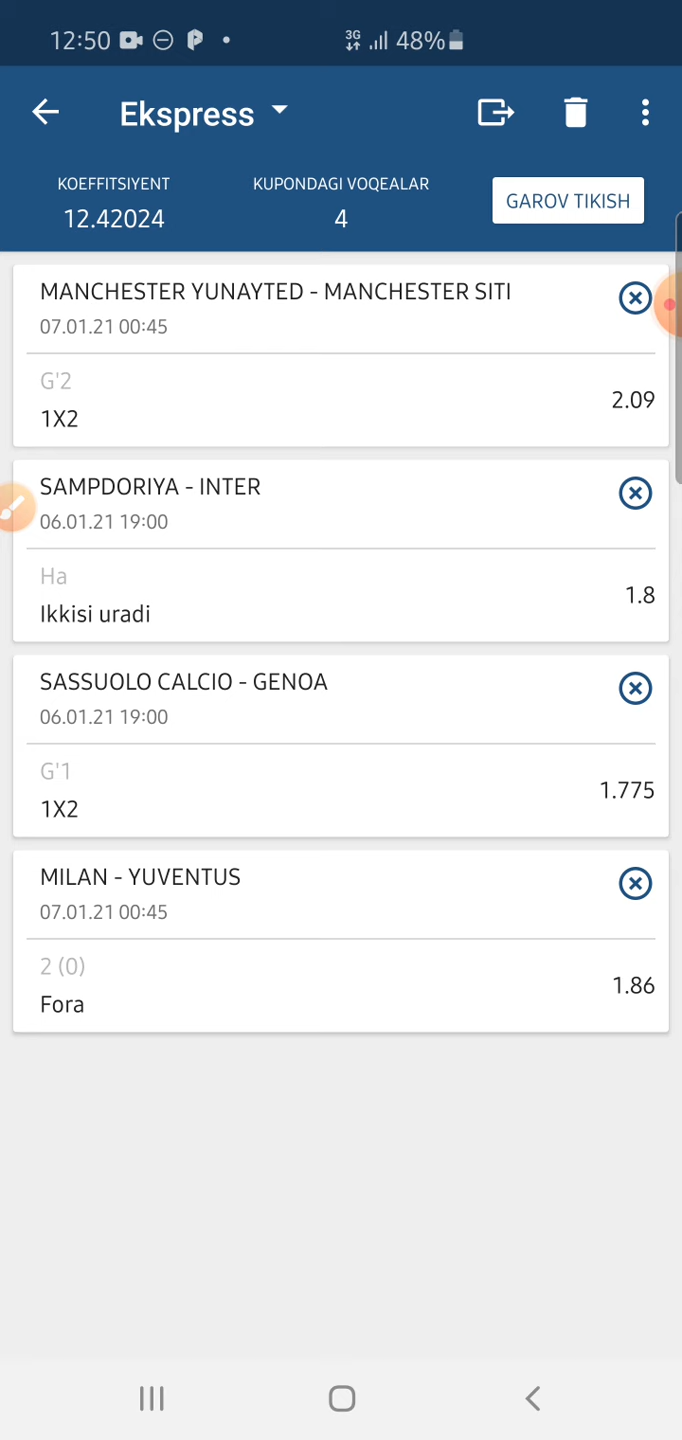 12:50
3G
48%
Ekspress
KOEFFITSIYENT
12.42024
KUPONDAGI VOQEALAR
4
GAROV TIKISH
MANCHESTER YUNAYTED - MANCHESTER SITI
07.01.21 00:45
G'2
1X2
2.09
SAMPDORIYA - INTER
06.01.21 19:00
Ha
Ikkisi uradi
1.8
SASSUOLO CALCIO - GENOA
06.01.21 19:00
G'1
1X2
1.775
MILAN - YUVENTUS
07.01.21 00:45
2 (0)
Fora
1.86